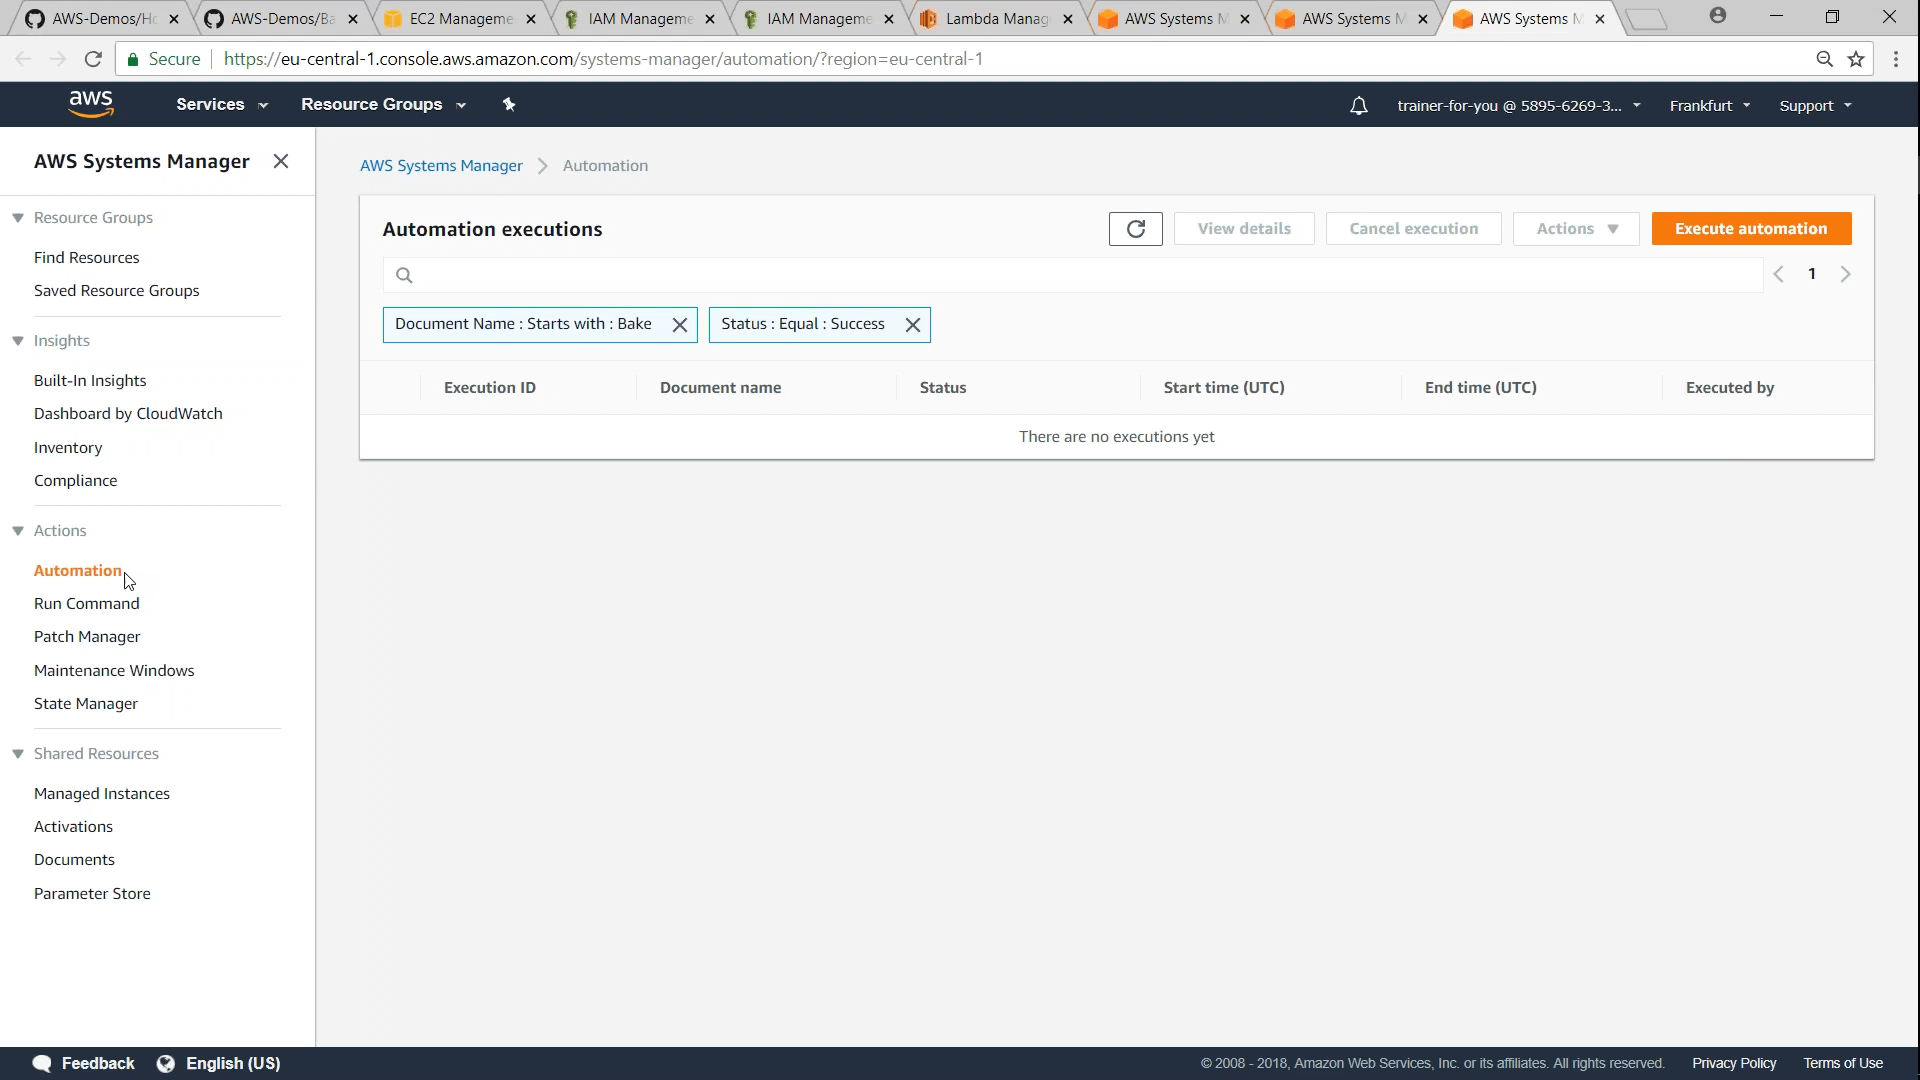 AWS-Demos/Ho
AWS-Demos/Ba
EC2 Manageme
IAM Manageme
IAM Manageme
Lambda Manag
AWS Systems M
AWS Systems M
AWS Systems M
Secure
https://eu-central-1.console.aws.amazon.com/systems-manager/automation/?region=eu-central-1
aws
Services
Resource Groups
trainer-for-you @ 5895-6269-3...
Frankfurt
Support
AWS Systems Manager
Resource Groups
Find Resources
Saved Resource Groups
Insights
Built-In Insights
Dashboard by CloudWatch
Inventory
Compliance
Actions
Automation
Run Command
Patch Manager
Maintenance Windows
State Manager
Shared Resources
Managed Instances
Activations
Documents
Parameter Store
AWS Systems Manager
Automation
Automation executions
View details
Cancel execution
Actions
Execute automation
1
Document Name : Starts with : Bake
Status : Equal : Success
Execution ID
Document name
Status
Start time (UTC)
End time (UTC)
Executed by
There are no executions yet
Feedback
English (US)
© 2008 - 2018, Amazon Web Services, Inc. or its affiliates. All rights reserved.
Privacy Policy
Terms of Use